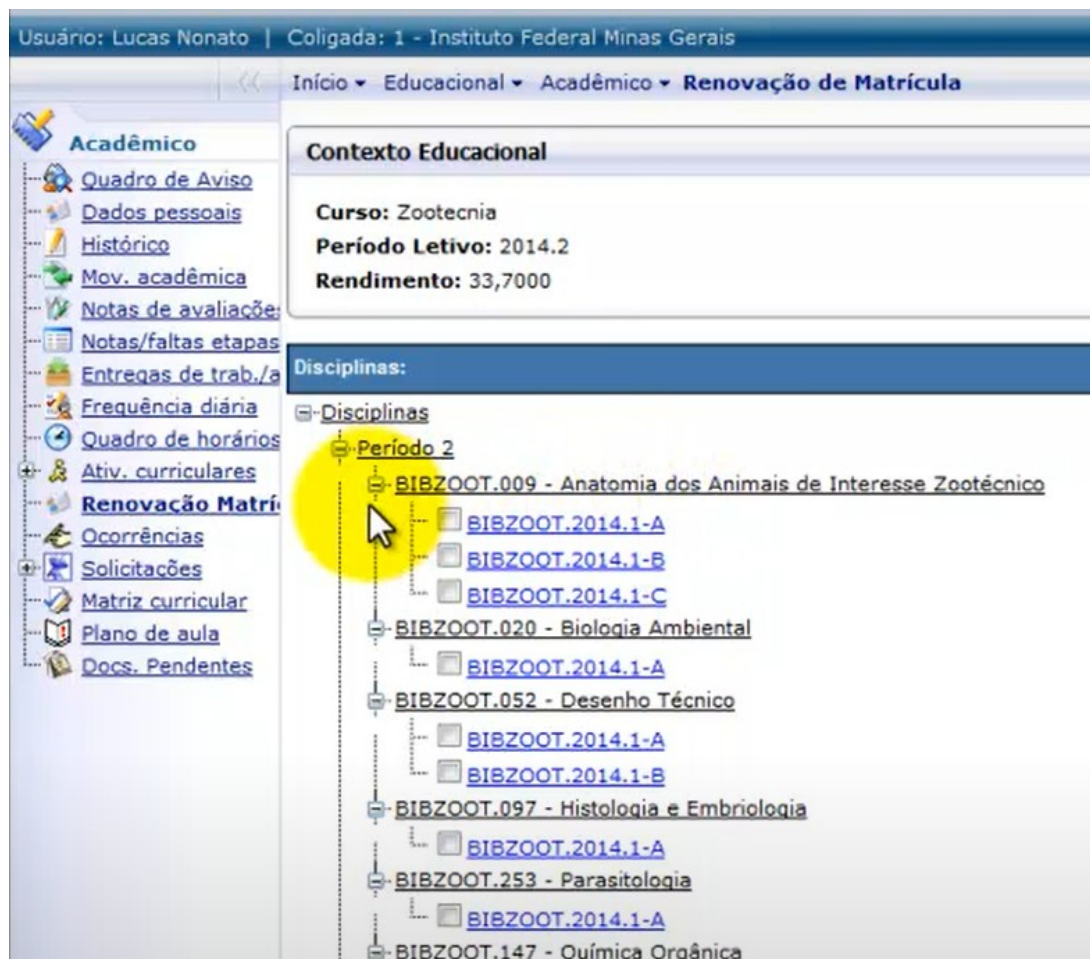 Usuário: Lucas Nonato | Coligada: 1 - Instituto Federal Minas Gerais
Início Educacional Acadêmico Renovação de Matrícula
Acadêmico
Quadro de Aviso
Dados pessoais
Histórico
Mov. acadêmica
Notas de avaliaçõe
Notas/faltas etapas
Entregas de trab./a
Frequência diária
Quadro de horários
Ativ. curriculares
Renovação Matrí
Ocorrências
Solicitações
Matriz curricular
Plano de aula
Docs. Pendentes
Contexto Educacional
Curso: Zootecnia
Período Letivo: 2014.2
Rendimento: 33,7000
Disciplinas:
Disciplinas
Período 2
BIBZOOT.009 - Anatomia dos Animais de Interesse Zootécnico
BIBZOOT.2014.1-A
BIBZOOT.2014.1-B
BIBZOOT.2014.1-C
BIBZOOT.020 - Biologia Ambiental
BIBZOOT.2014.1-A
BIBZOOT.052 - Desenho Técnico
BIBZOOT.2014.1-A
BIBZOOT.2014.1-B
BIBZOOT.097 - Histologia e Embriologia
BIBZOOT.2014.1-A
BIBZOOT.253 - Parasitologia
BIBZOOT.2014.1-A
BIBZOOT.147 - Química Orgânica